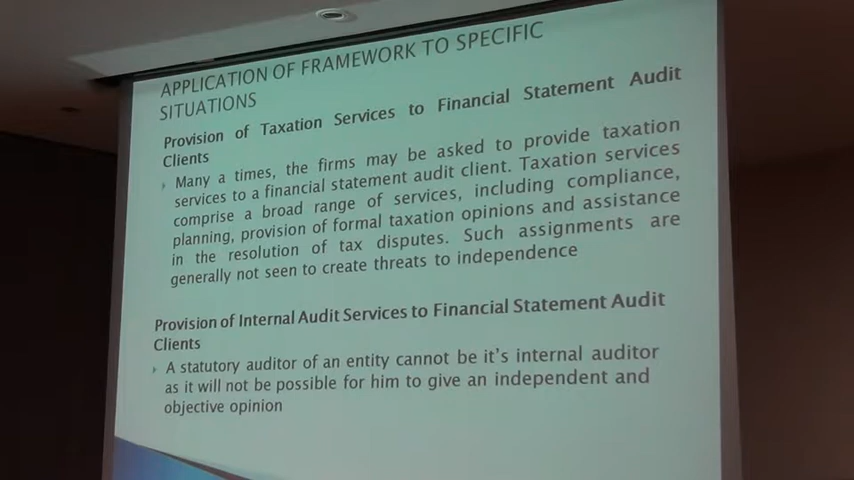 APPLICATION OF FRAMEWORK TO SPECIFIC
SITUATIONS
Provision of Taxation Services to Financial Statement Audit
Clients
Many a times, the firms may be asked to provide taxation
services to a financial statement audit client. Taxation services
comprise a broad range of services, including compliance,
planning, provision of formal taxation opinions and assistance
in the resolution of tax disputes. Such assignments are
generally not seen to create threats to independence
Provision of Internal Audit Services to Financial Statement Audit
Clients
A statutory auditor of an entity cannot be it's internal auditor
as it will not be possible for him to give an independent and
objective opinion